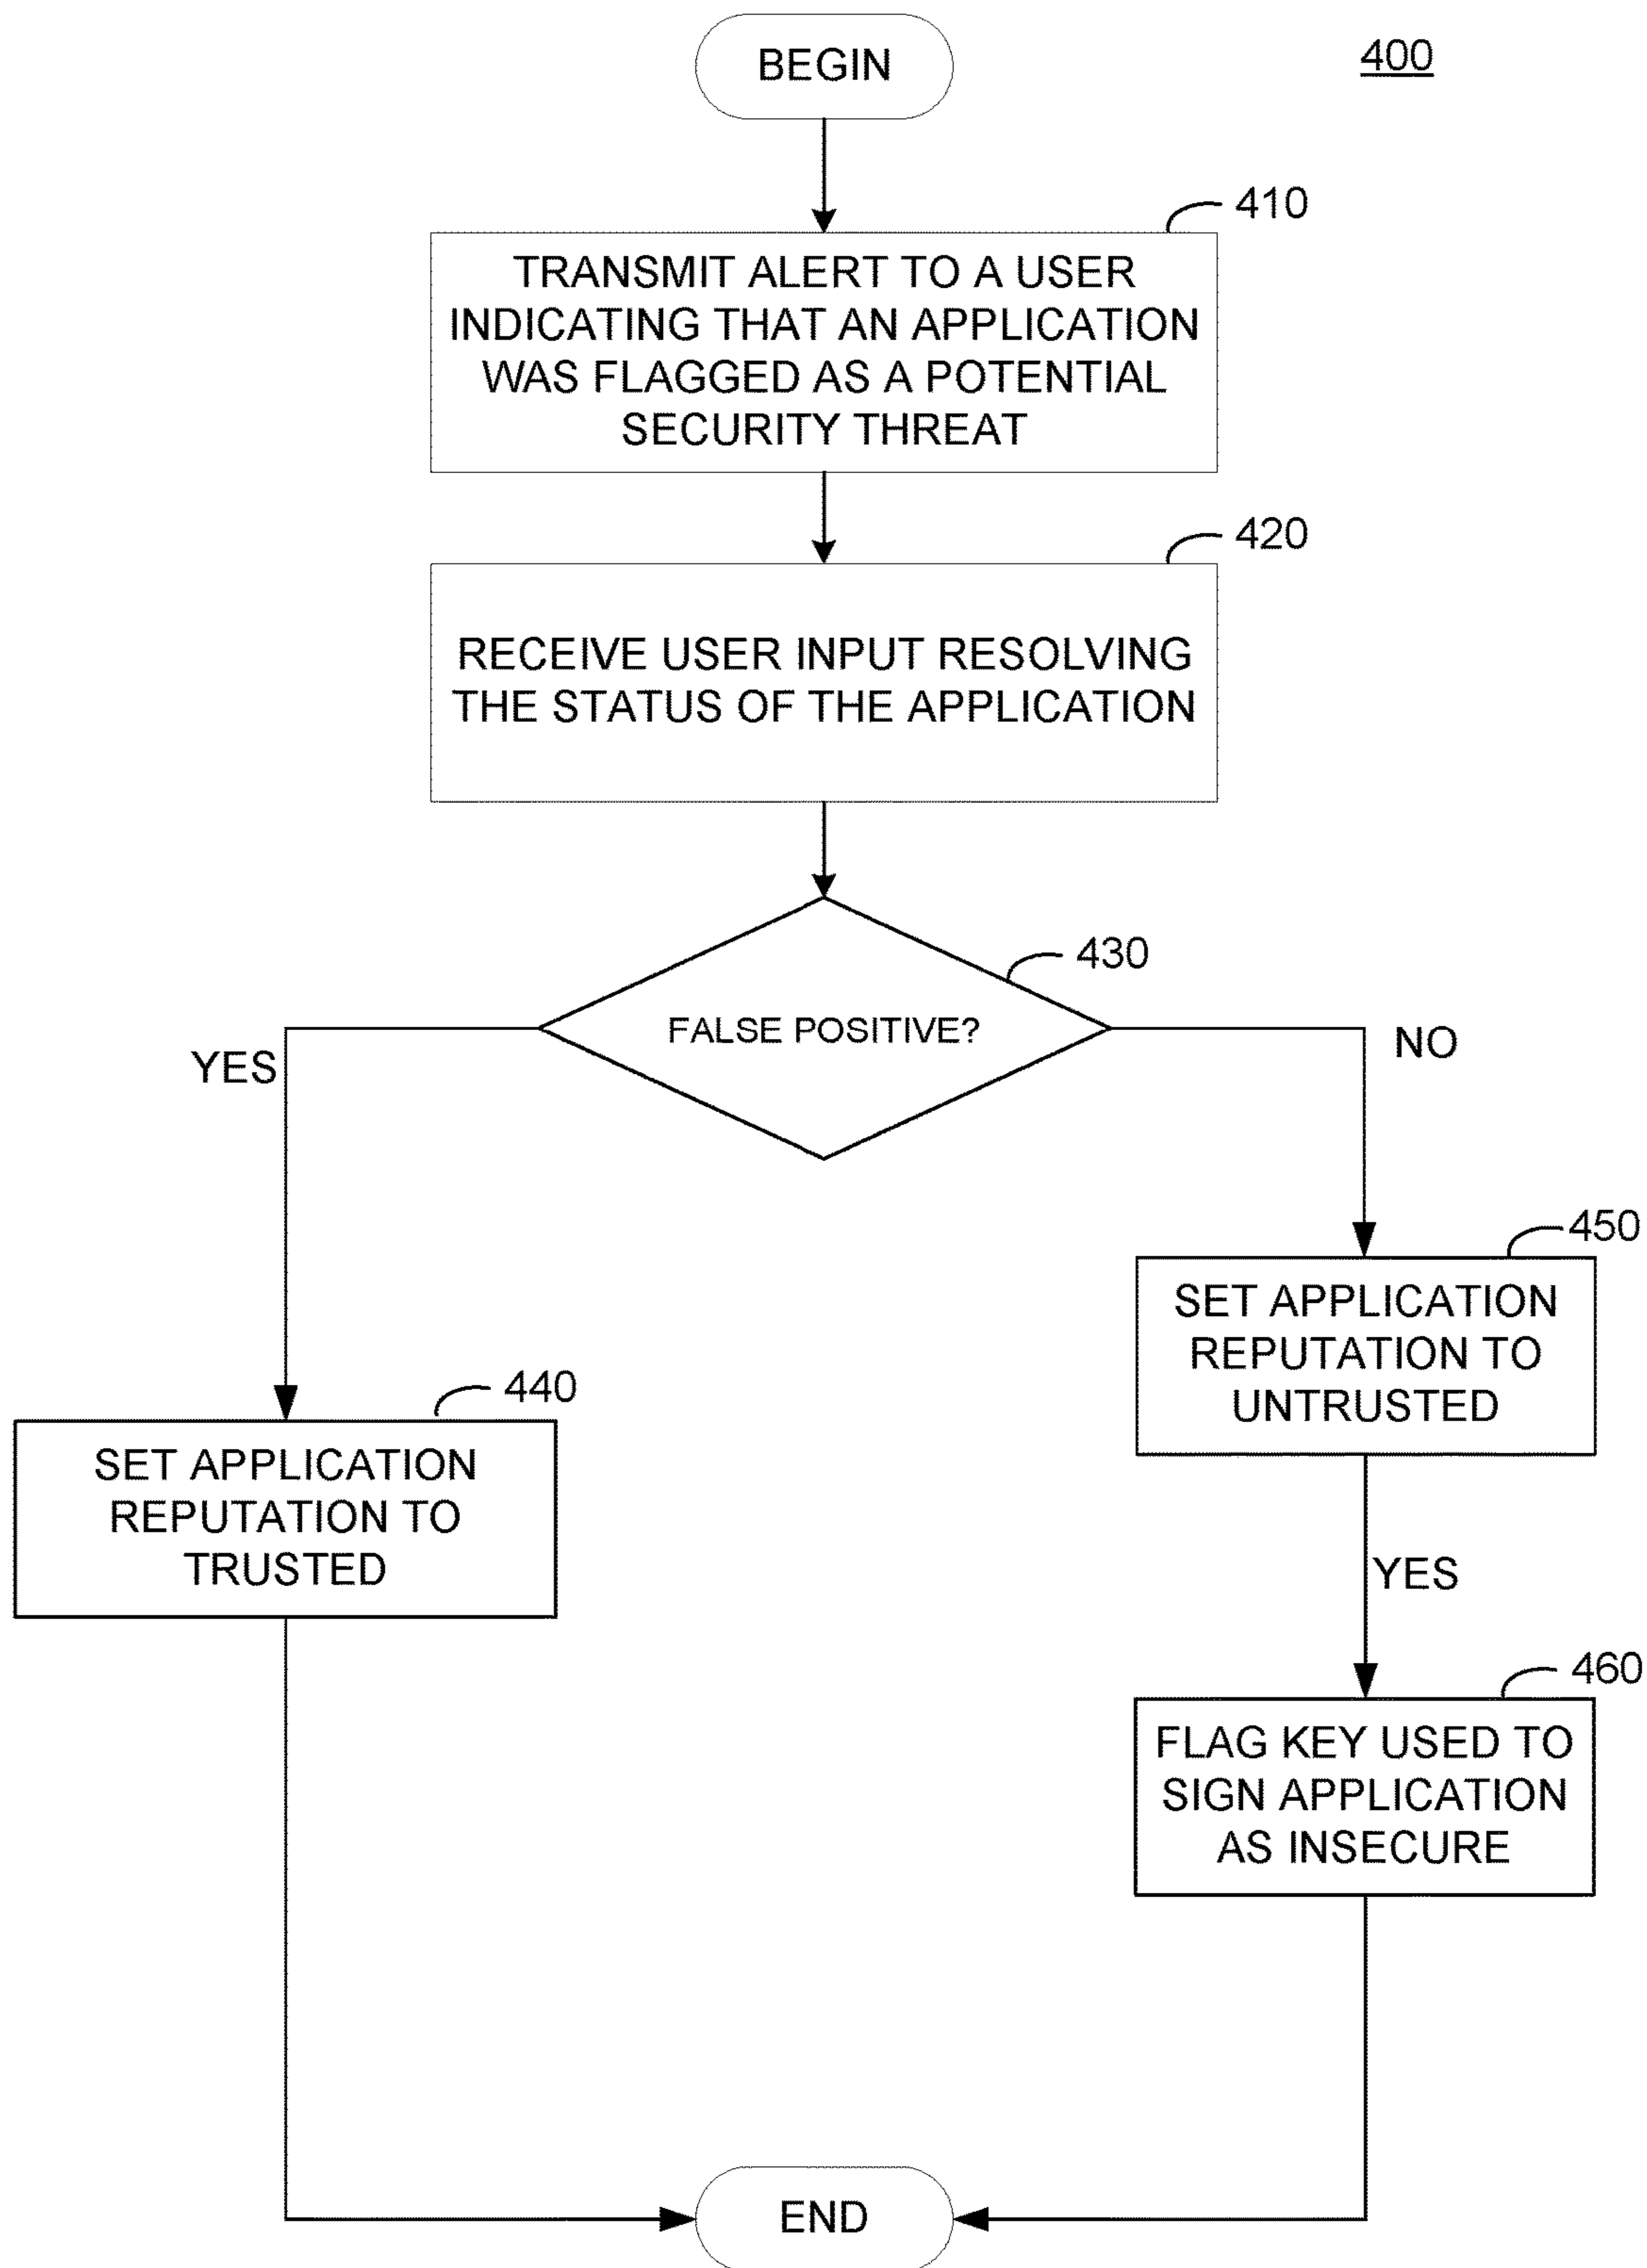 BEGIN
400
410
TRANSMIT ALERT TO A USER
INDICATING THAT AN APPLICATION
WAS FLAGGED AS A POTENTIAL
SECURITY THREAT
420
RECEIVE USER INPUT RESOLVING
THE STATUS OF THE APPLICATION
430
FALSE POSITIVE?
YES
NO
440
SET APPLICATION
REPUTATION TO
TRUSTED
450
SET APPLICATION
REPUTATION TO
UNTRUSTED
YES
460
FLAG KEY USED TO
SIGN APPLICATION
AS INSECURE
END